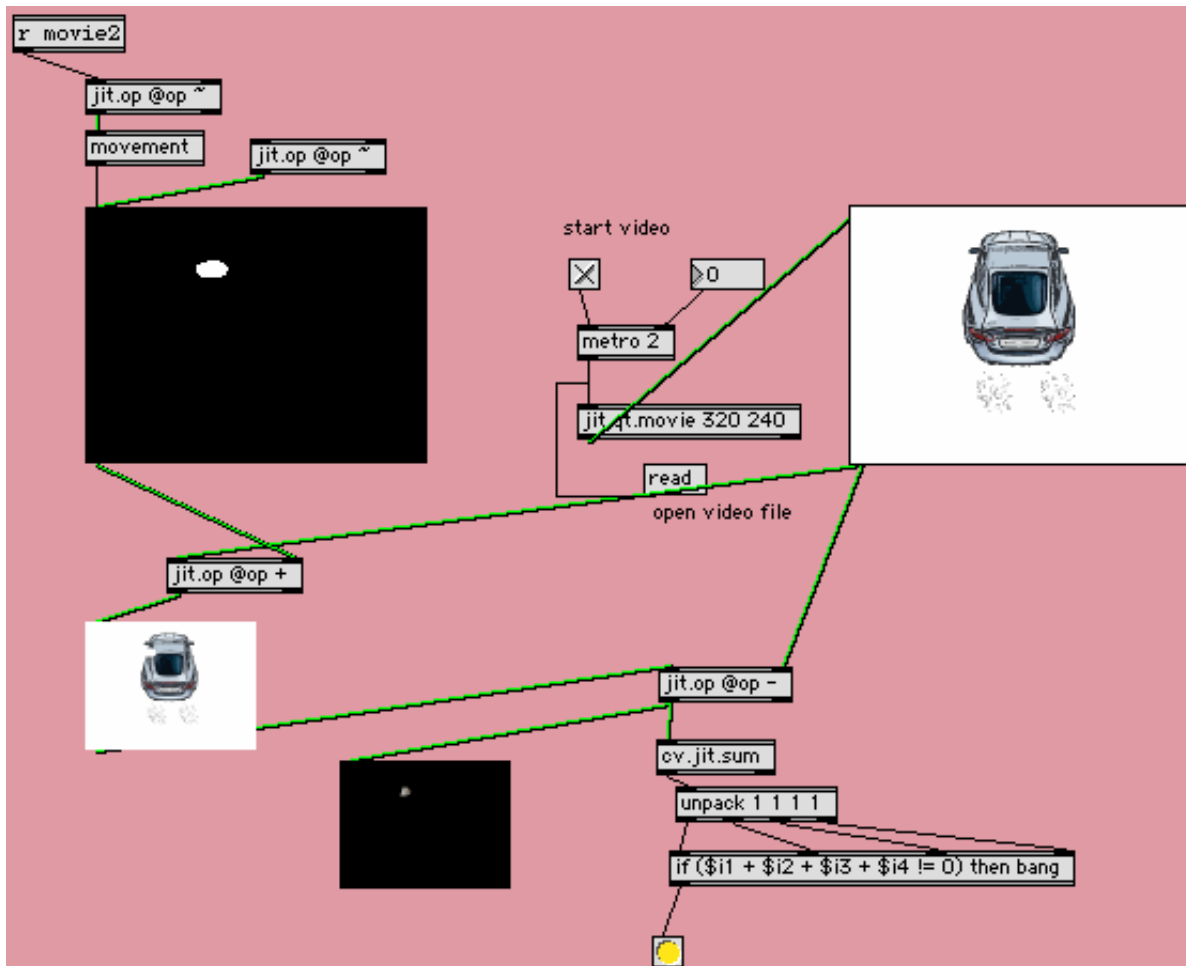 r movie2
jit.op @op ~
movement
jit.op @op ~
start video
0
metro 2
jit.qt.movie 320 240
read
open video file
jit.op @op +
jit.op @op -
cv.jit.sum
unpack 1 1 1 1
if ($i1 + $i2 + $i3 + $i4 != 0) then bang